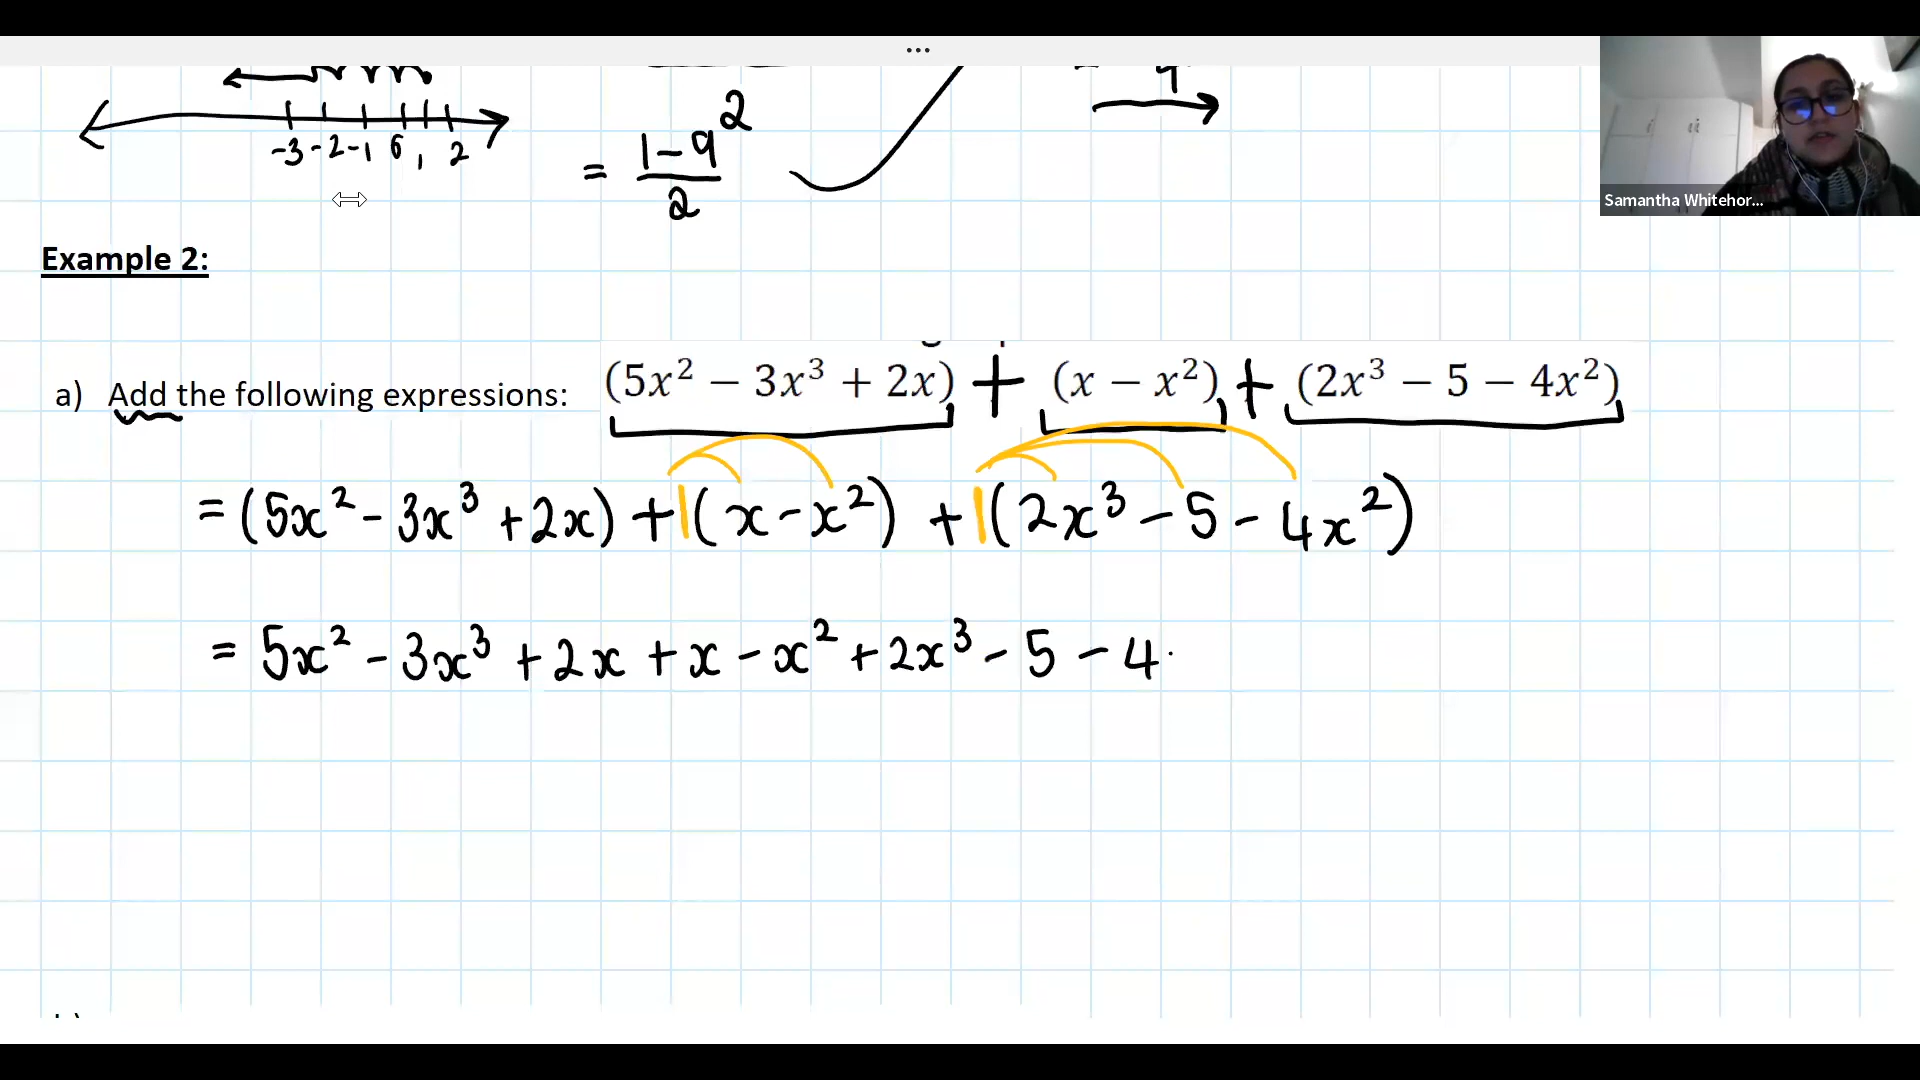 ...
-3 -2 -1 0 1 2
= 1-9²/2
Samantha Whitehor...
Example 2:
a) Add the following expressions: (5x² − 3x³ + 2x) + (x − x²) + (2x³ − 5 − 4x²)
= (5x² - 3x³ + 2x) + 1(x - x²) + 1(2x³ - 5 - 4x²)
= 5x² - 3x³ + 2x + x - x² + 2x³ - 5 - 4